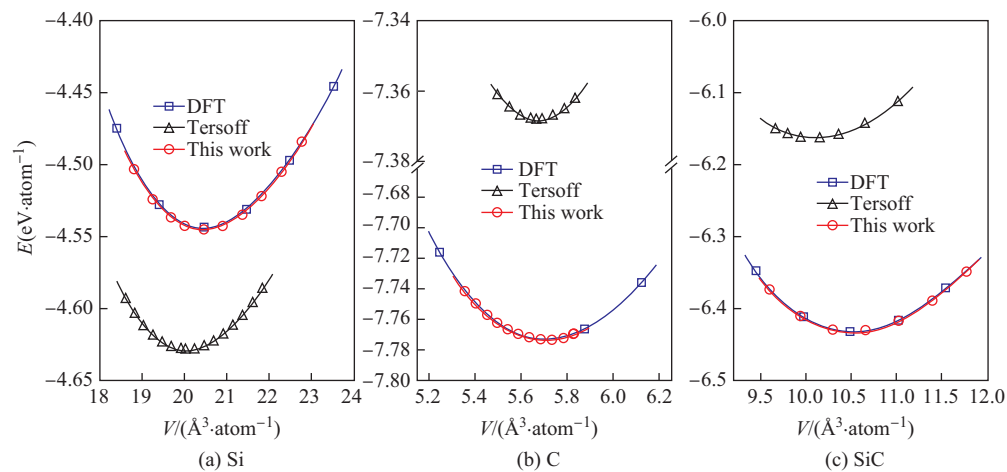 E(eV·atom⁻¹)
−4.40
−4.45
−4.50
−4.55
−4.60
−4.65
DFT
Tersoff
This work
18 19 20 21 22 23 24
V/(Å³·atom⁻¹)
(a) Si
−7.34
−7.36
−7.38
−7.68
−7.70
−7.72
−7.74
−7.76
−7.78
−7.80
DFT
Tersoff
This work
5.2 5.4 5.6 5.8 6.0 6.2
V/(Å³·atom⁻¹)
(b) C
−6.0
−6.1
−6.2
−6.3
−6.4
−6.5
DFT
Tersoff
This work
9.5 10.0 10.5 11.0 11.5 12.0
V/(Å³·atom⁻¹)
(c) SiC